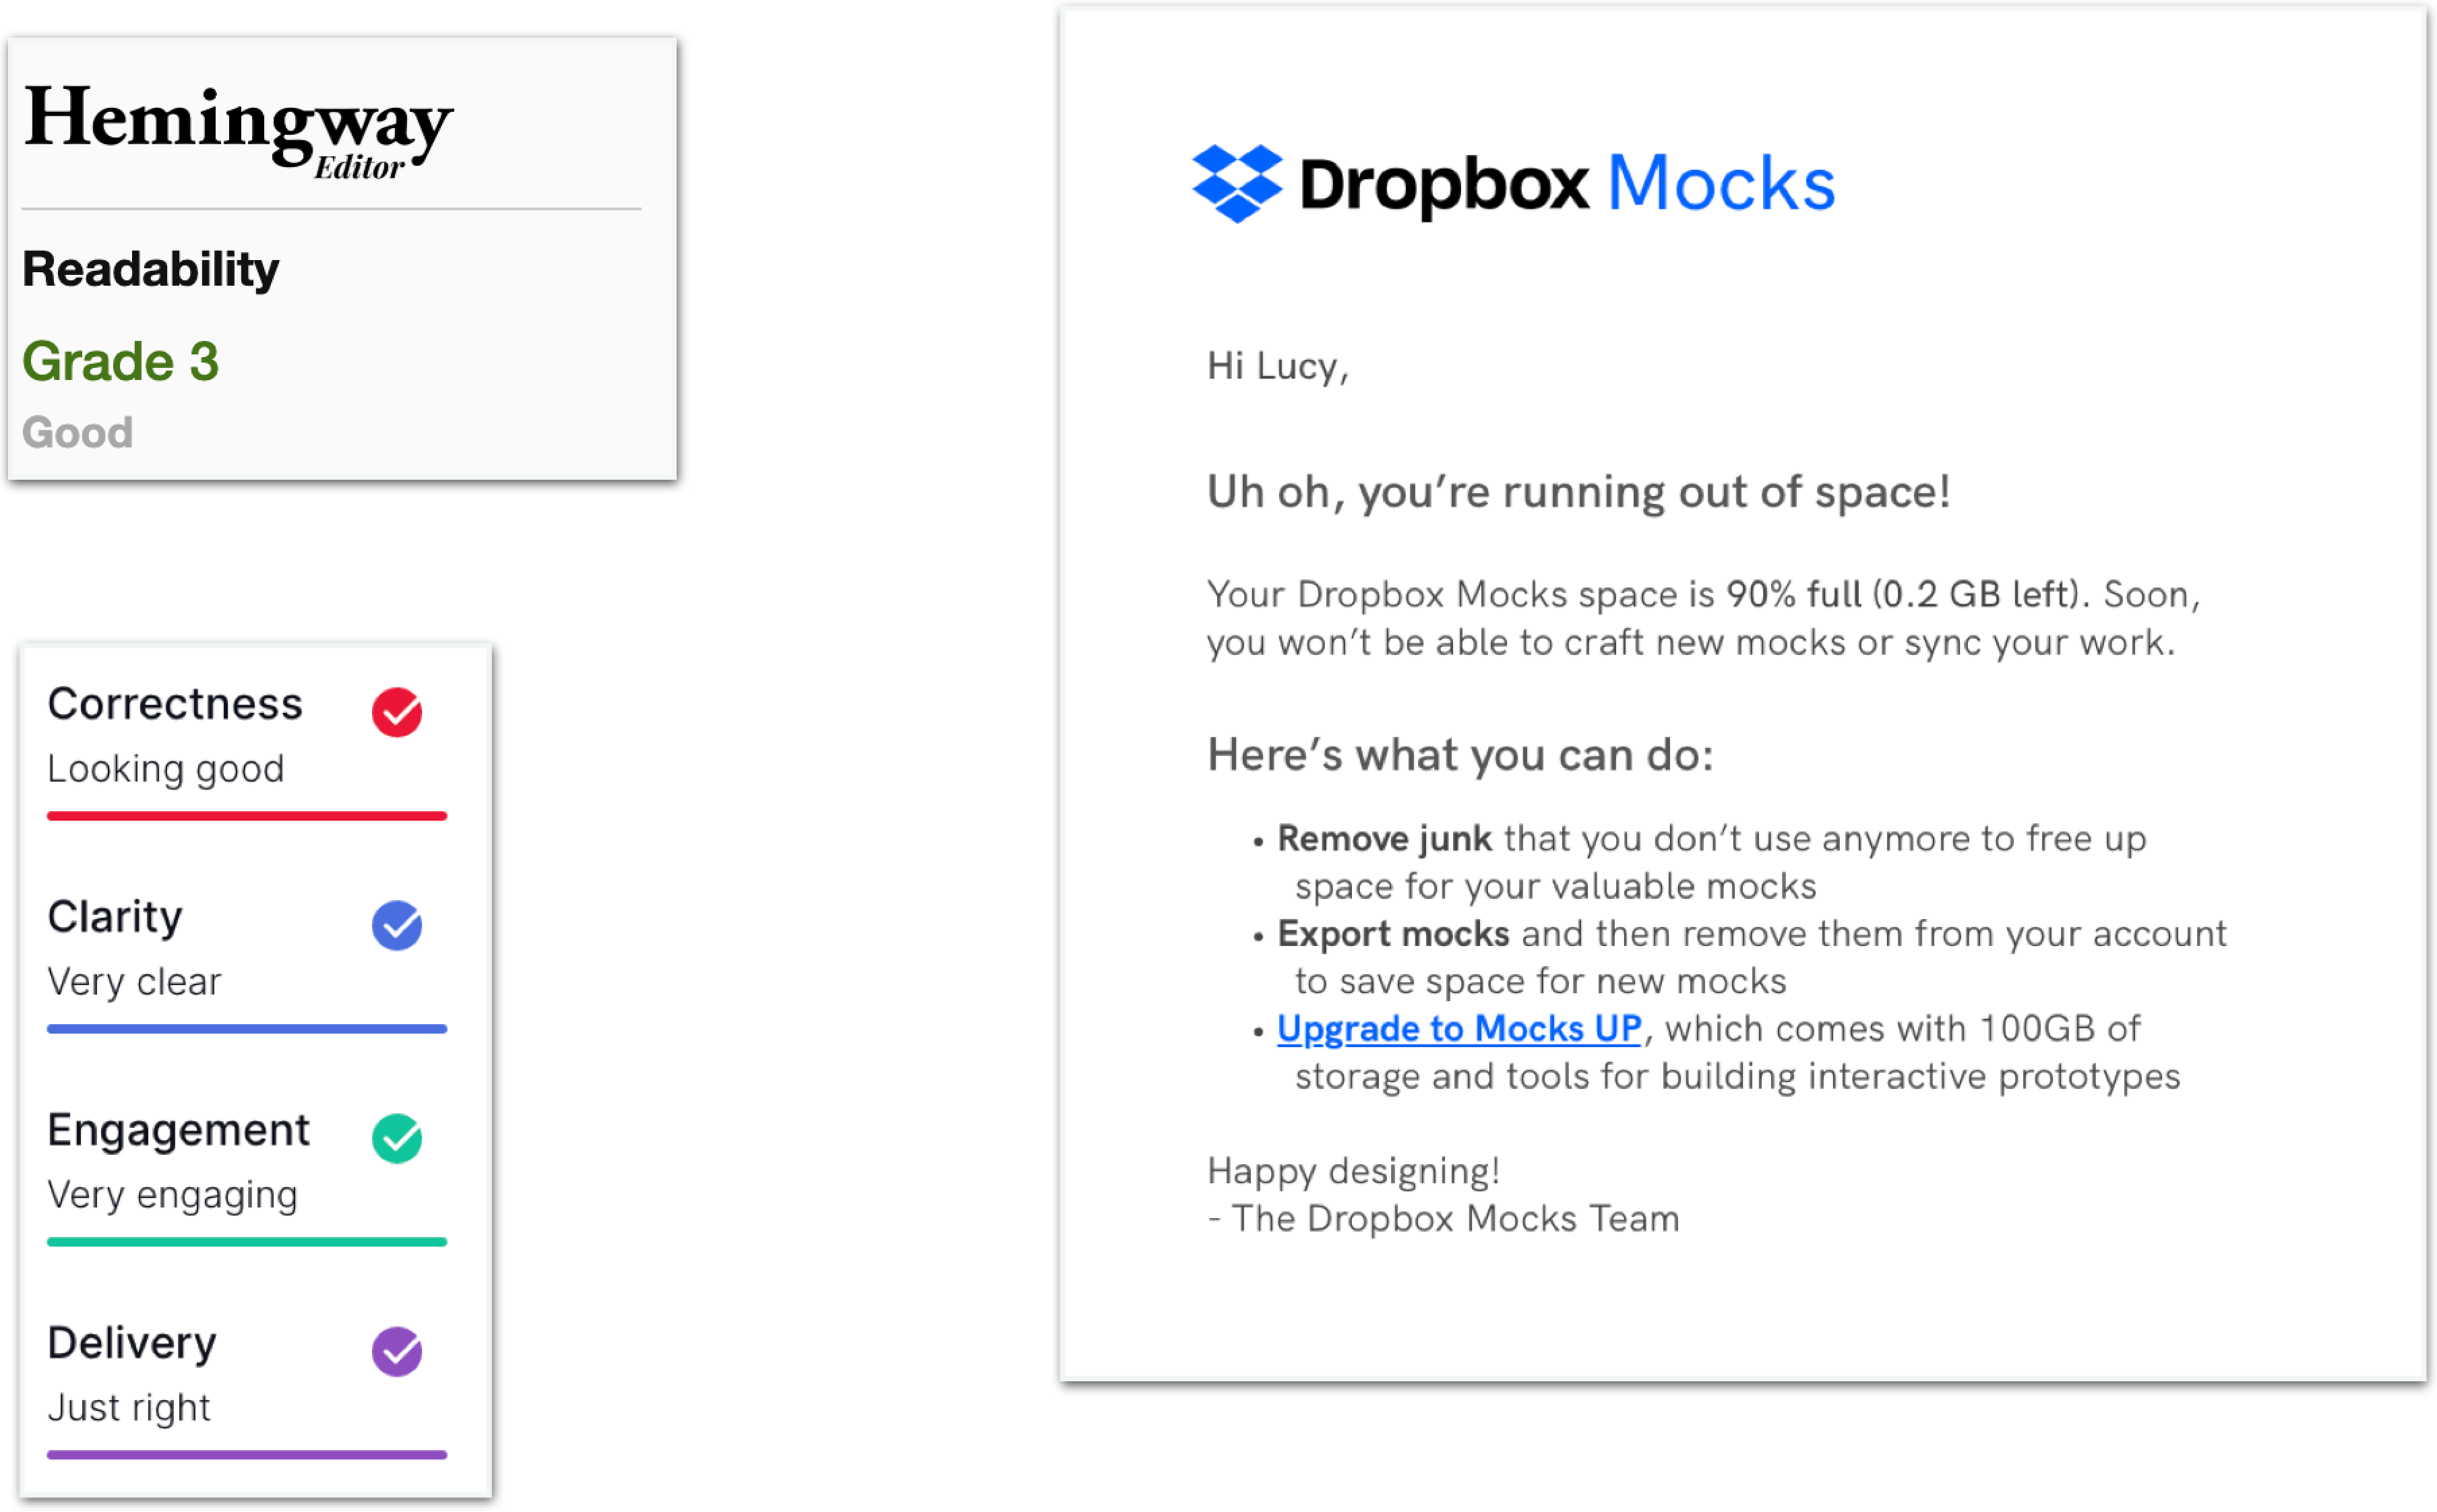 Hemingway
Editor
Readability
Grade 3
Good
Correctness
Looking good
Clarity
Very clear
Engagement
Very engaging
Delivery
Just right
Dropbox Mocks
Hi Lucy,
Uh oh, you’re running out of space!
Your Dropbox Mocks space is 90% full (0.2 GB left). Soon,
you won’t be able to craft new mocks or sync your work.
Here’s what you can do:
• Remove junk that you don’t use anymore to free up
space for your valuable mocks
• Export mocks and then remove them from your account
to save space for new mocks
• Upgrade to Mocks UP, which comes with 100GB of
storage and tools for building interactive prototypes
Happy designing!
- The Dropbox Mocks Team